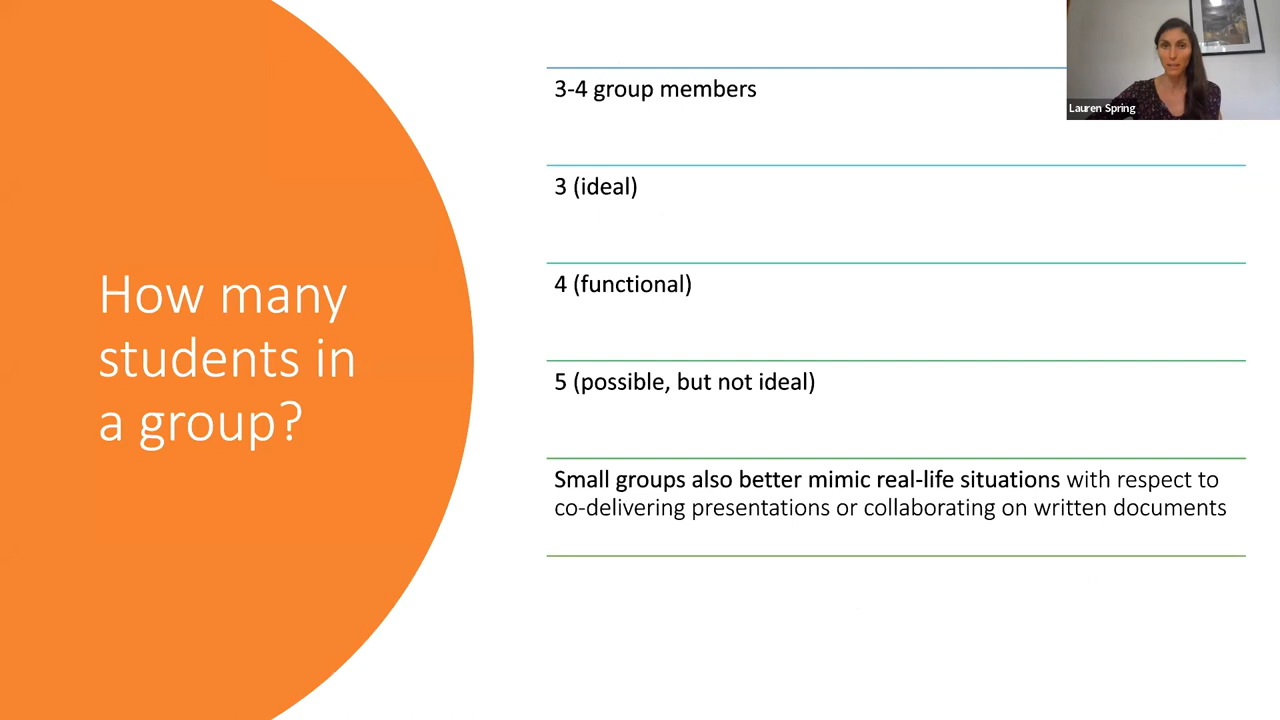 How many
students in
a group?
3-4 group members
3 (ideal)
4 (functional)
5 (possible, but not ideal)
Small groups also better mimic real-life situations with respect to
co-delivering presentations or collaborating on written documents
Lauren Spring